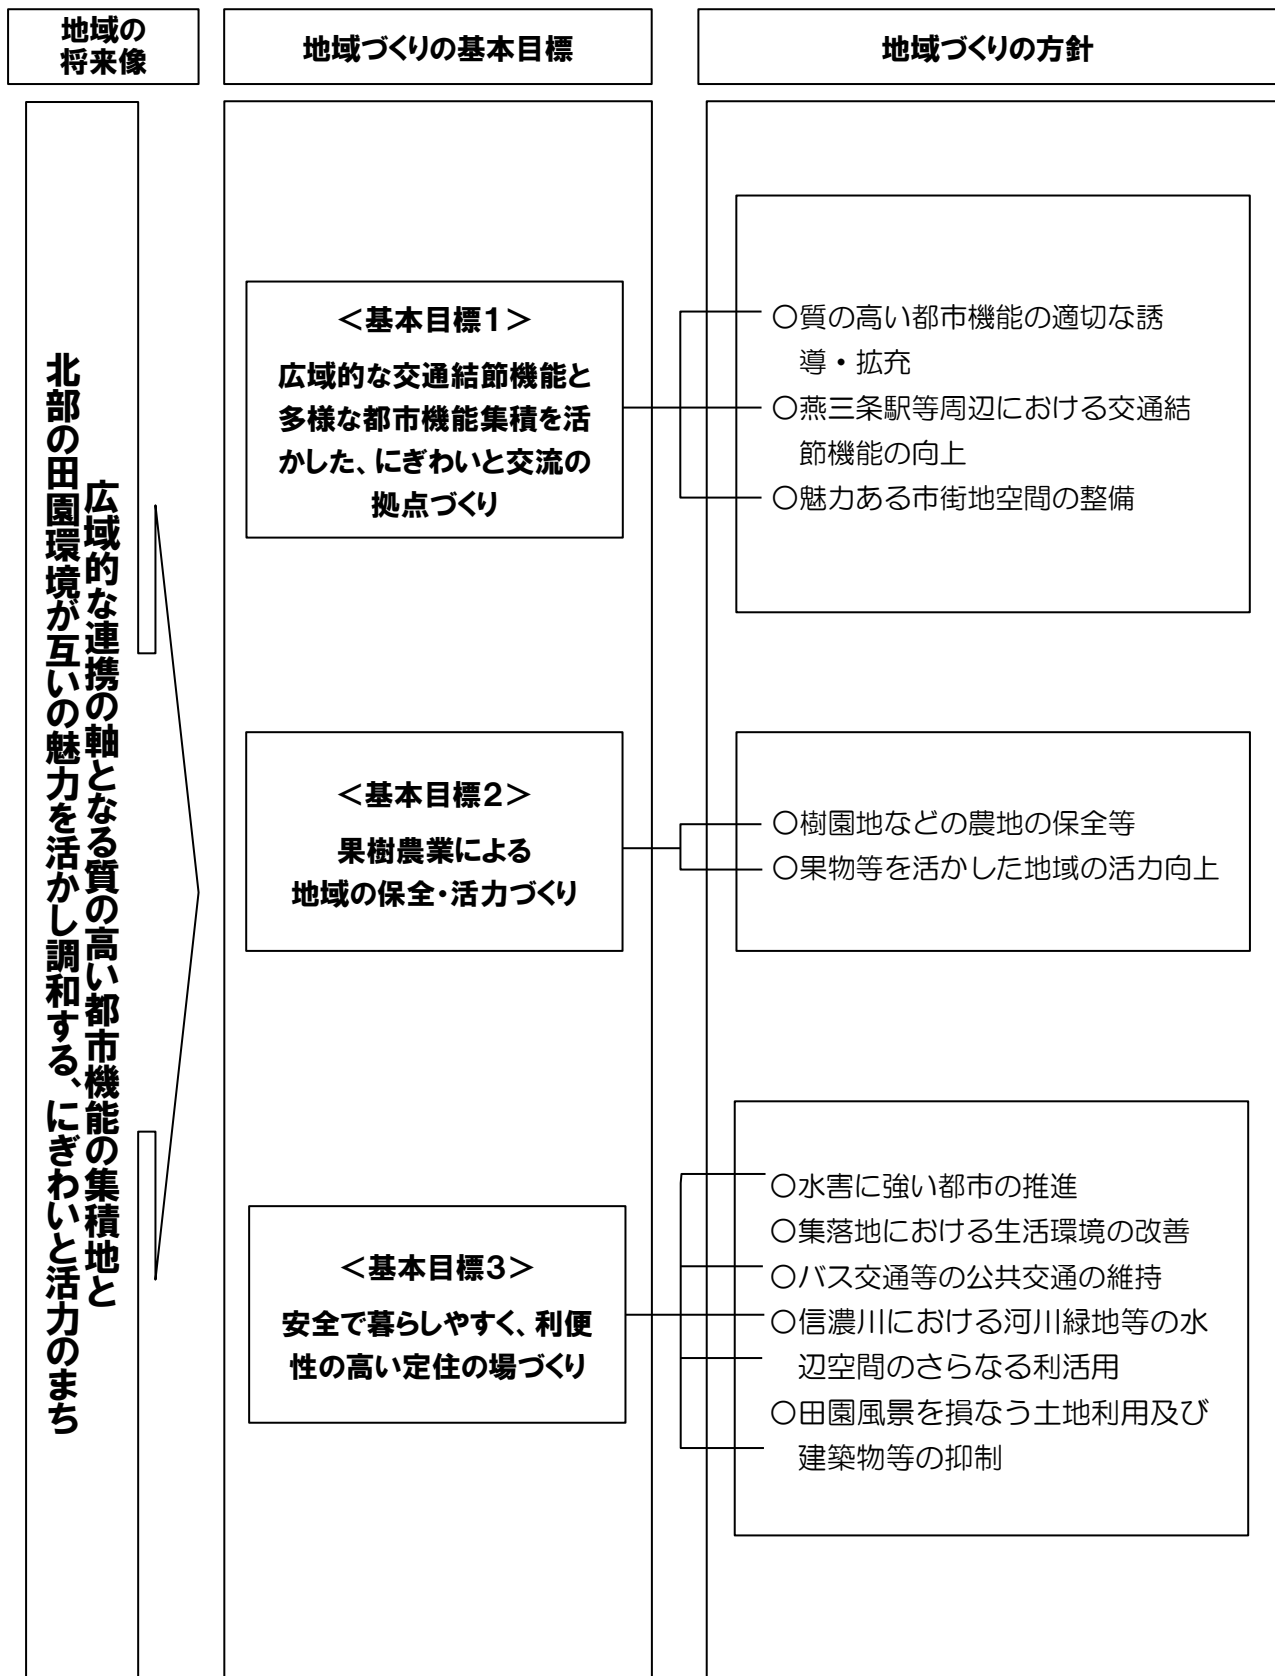 地域の
将来像
地域づくりの基本目標
地域づくりの方針
広域的な連携の軸となる質の高い都市機能の集積地と
北部の田園環境が互いの魅力を活かし調和する、にぎわいと活力のまち
＜基本目標１＞
広域的な交通結節機能と
多様な都市機能集積を活
かした、にぎわいと交流の
拠点づくり
○質の高い都市機能の適切な誘
導・拡充
○燕三条駅等周辺における交通結
節機能の向上
○魅力ある市街地空間の整備
＜基本目標２＞
果樹農業による
地域の保全・活力づくり
○樹園地などの農地の保全等
○果物等を活かした地域の活力向上
＜基本目標３＞
安全で暮らしやすく、利便
性の高い定住の場づくり
○水害に強い都市の推進
○集落地における生活環境の改善
○バス交通等の公共交通の維持
○信濃川における河川緑地等の水
辺空間のさらなる利活用
○田園風景を損なう土地利用及び
建築物等の抑制